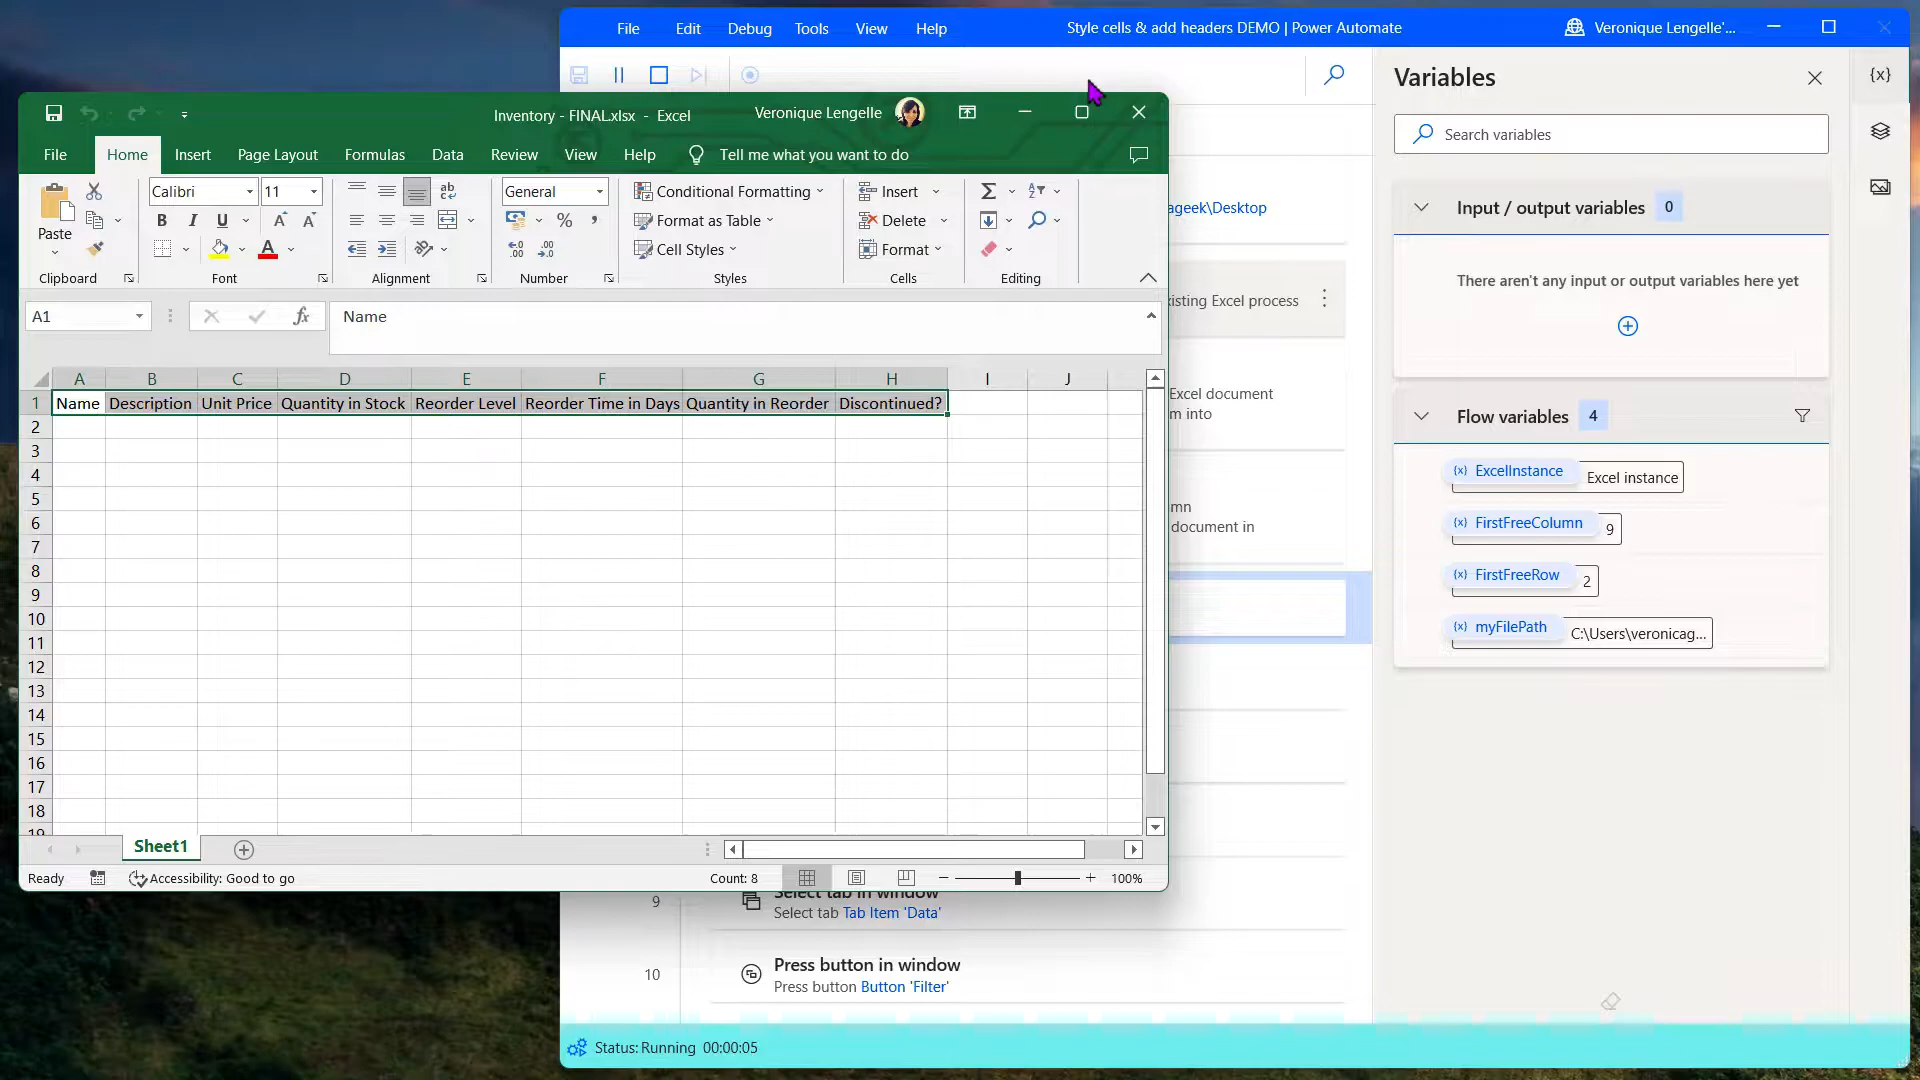 File Edit Debug Tools View Help Style cells & add headers DEMO | Power Automate Veronique Lengelle'...
Inventory - FINAL.xlsx - Excel Veronique Lengelle
File Home Insert Page Layout Formulas Data Review View Help Tell me what you want to do
Paste
Calibri 11
B I U
A A
General
% ,
Conditional Formatting
Format as Table
Cell Styles
Insert
Delete
Format
Clipboard Font Alignment Number Styles Cells Editing
A1 fx Name
A B C D E F G H I J
1 Name Description Unit Price Quantity in Stock Reorder Level Reorder Time in Days Quantity in Reorder Discontinued?
2
3
4
5
6
7
8
9
10
11
12
13
14
15
16
17
18
19
Sheet1
Ready Accessibility: Good to go Count: 8 100%
ageek\Desktop
xisting Excel process
Excel document
m into
mn
document in
9 Select tab in window
Select tab Tab Item 'Data'
10 Press button in window
Press button Button 'Filter'
Status: Running 00:00:05
Variables
{x}
Search variables
Input / output variables 0
There aren't any input or output variables here yet
Flow variables 4
{x} ExcelInstance Excel instance
{x} FirstFreeColumn 9
{x} FirstFreeRow 2
{x} myFilePath C:\Users\veronicag...